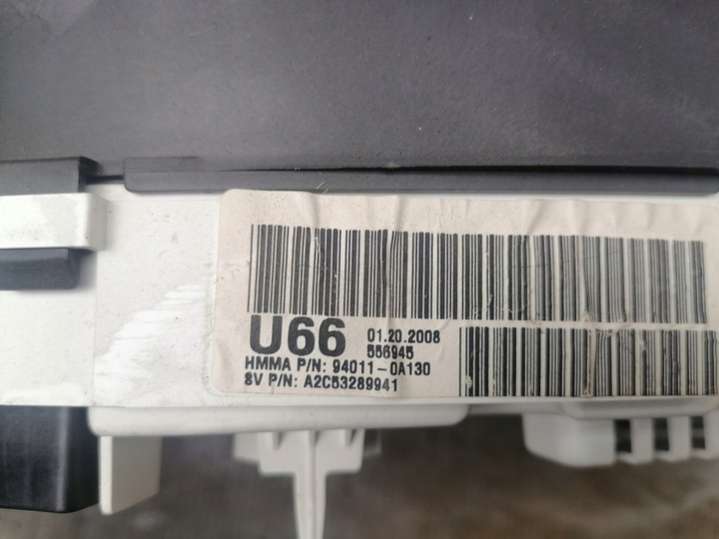 U66 01.20.2008
556945
HMMA P/N: 94011-0A130
SV P/N: A2C53289941